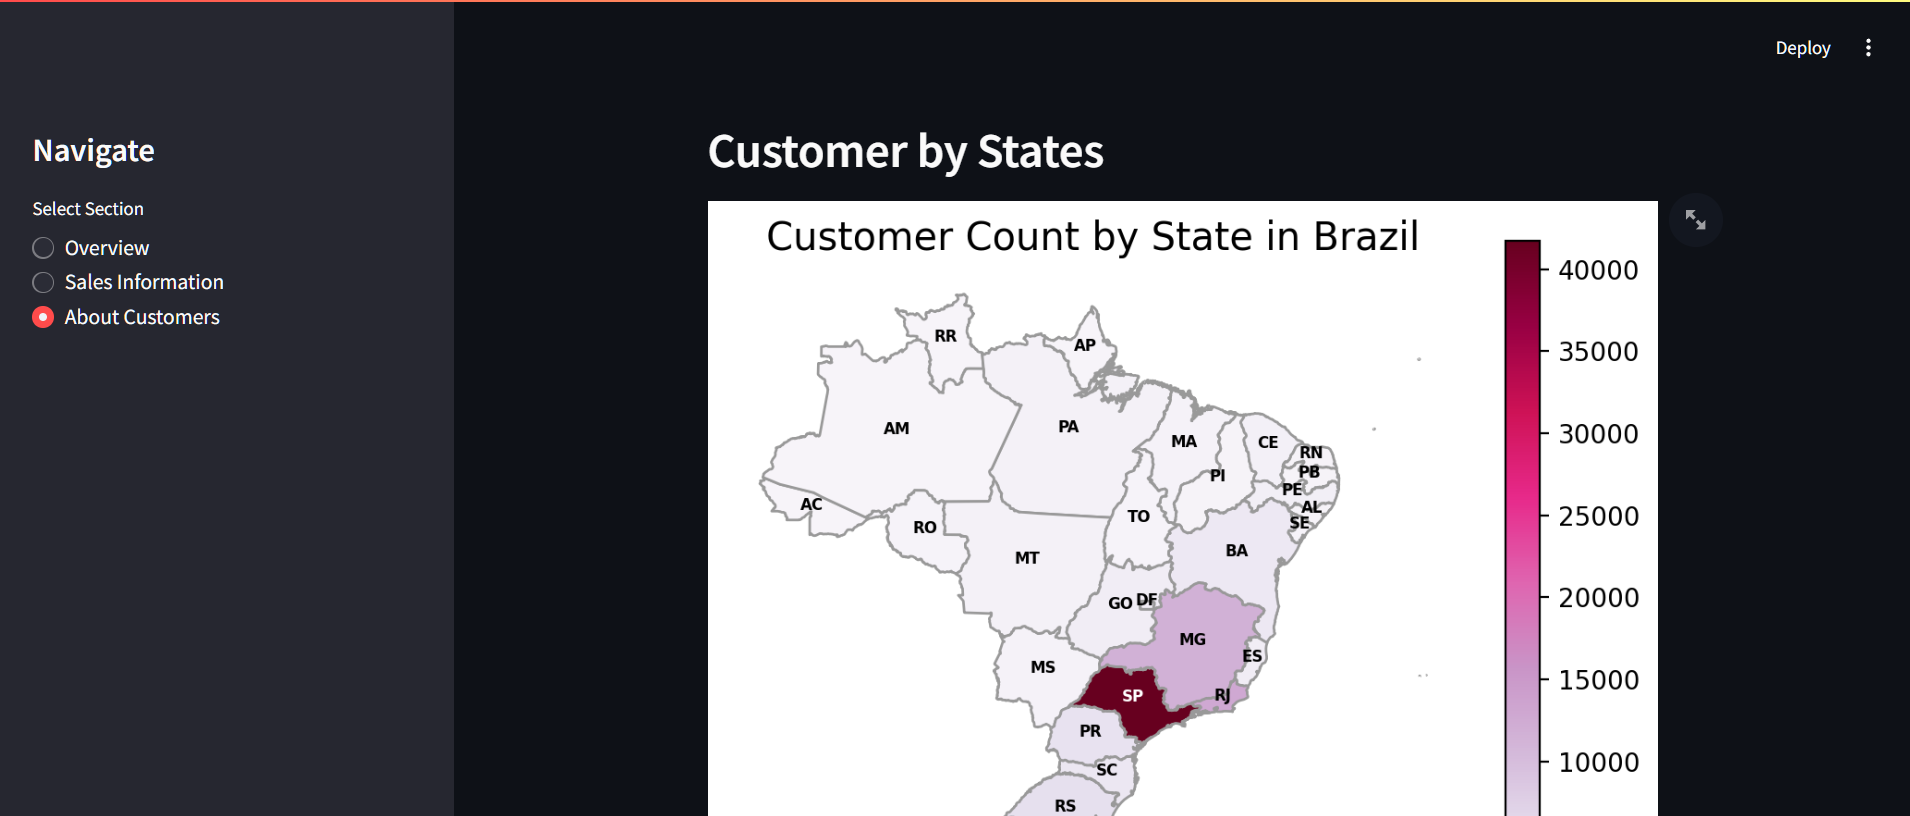 Deploy
Navigate
Select Section
Overview
Sales Information
About Customers
Customer by States
Customer Count by State in Brazil
RR
AP
AM
PA
MA
CE
RN
PB
PI
PE
AC
AL
TO
SE
RO
BA
MT
GO
DF
MG
ES
MS
SP
RJ
PR
SC
RS
40000
35000
30000
25000
20000
15000
10000